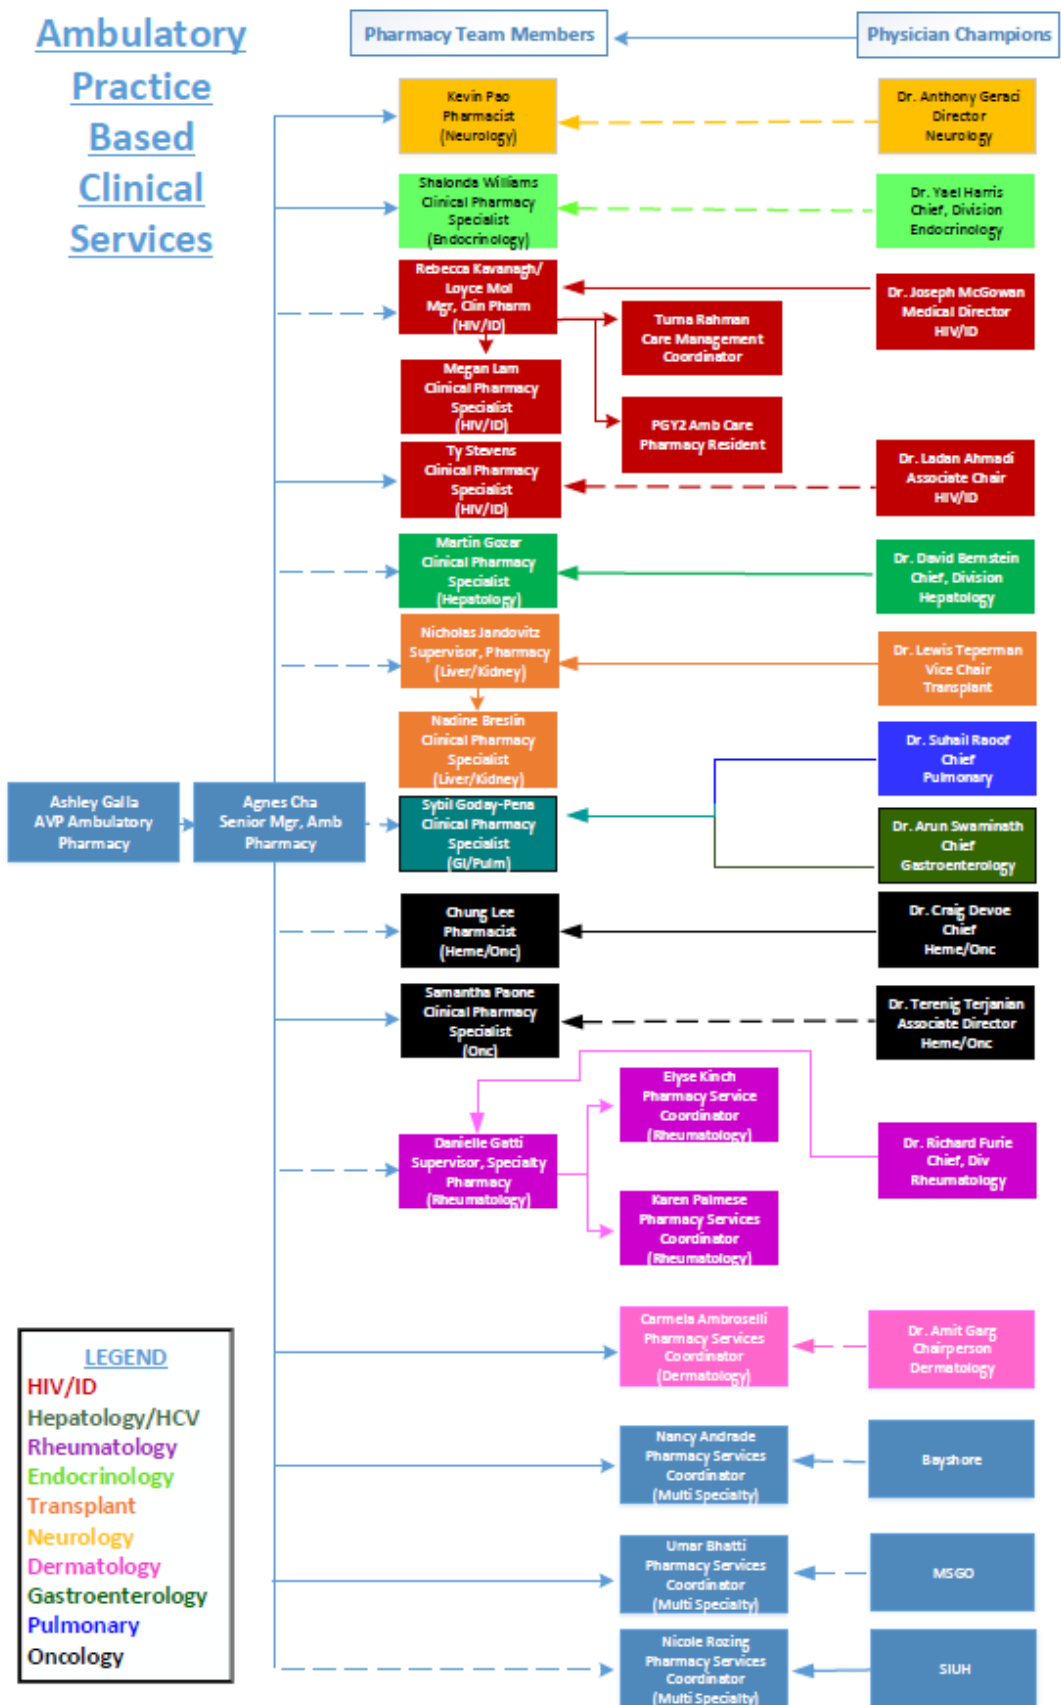 Ambulatory
Practice
Based
Clinical
Services
Pharmacy Team Members
Physician Champions
Kevin Pao
Pharmacist
(Neurology)
Dr. Anthony Geraci
Director
Neurology
Shalonda Williams
Clinical Pharmacy
Specialist
(Endocrinology)
Dr. Yael Harris
Chief, Division
Endocrinology
Rebecca Kavanagh/
Loyce Mol
Mgr, Clin Pharm
(HIV/ID)
Dr. Joseph McGowan
Medical Director
HIV/ID
Turna Rahman
Care Management
Coordinator
Megan Lam
Clinical Pharmacy
Specialist
(HIV/ID)
PGY2 Amb Care
Pharmacy Resident
Ty Stevens
Clinical Pharmacy
Specialist
(HIV/ID)
Dr. Ladan Ahmadi
Associate Chair
HIV/ID
Martin Gozar
Clinical Pharmacy
Specialist
(Hepatology)
Dr. David Bernstein
Chief, Division
Hepatology
Nicholas Jandovitz
Supervisor, Pharmacy
(Liver/Kidney)
Dr. Lewis Teperman
Vice Chair
Transplant
Nadine Breslin
Clinical Pharmacy
Specialist
(Liver/Kidney)
Dr. Suhail Raoof
Chief
Pulmonary
Ashley Galla
AVP Ambulatory
Pharmacy
Agnes Cha
Senior Mgr, Amb
Pharmacy
Sybil Goday-Pena
Clinical Pharmacy
Specialist
(GI/Pulm)
Dr. Arun Swaminath
Chief
Gastroenterology
Chung Lee
Pharmacist
(Heme/Onc)
Dr. Craig Devoe
Chief
Heme/Onc
Samantha Paone
Clinical Pharmacy
Specialist
(Onc)
Dr. Terenig Terjanian
Associate Director
Heme/Onc
Elyse Kinch
Pharmacy Service
Coordinator
(Rheumatology)
Danielle Gatti
Supervisor, Specialty
Pharmacy
(Rheumatology)
Dr. Richard Furie
Chief, Div
Rheumatology
Karen Palmese
Pharmacy Services
Coordinator
(Rheumatology)
Carmela Ambroselli
Pharmacy Services
Coordinator
(Dermatology)
Dr. Amit Garg
Chairperson
Dermatology
Nancy Andrade
Pharmacy Services
Coordinator
(Multi Specialty)
Bayshore
Umar Bhatti
Pharmacy Services
Coordinator
(Multi Specialty)
MSGO
Nicole Rozing
Pharmacy Services
Coordinator
(Multi Specialty)
SIUH
LEGEND
HIV/ID
Hepatology/HCV
Rheumatology
Endocrinology
Transplant
Neurology
Dermatology
Gastroenterology
Pulmonary
Oncology